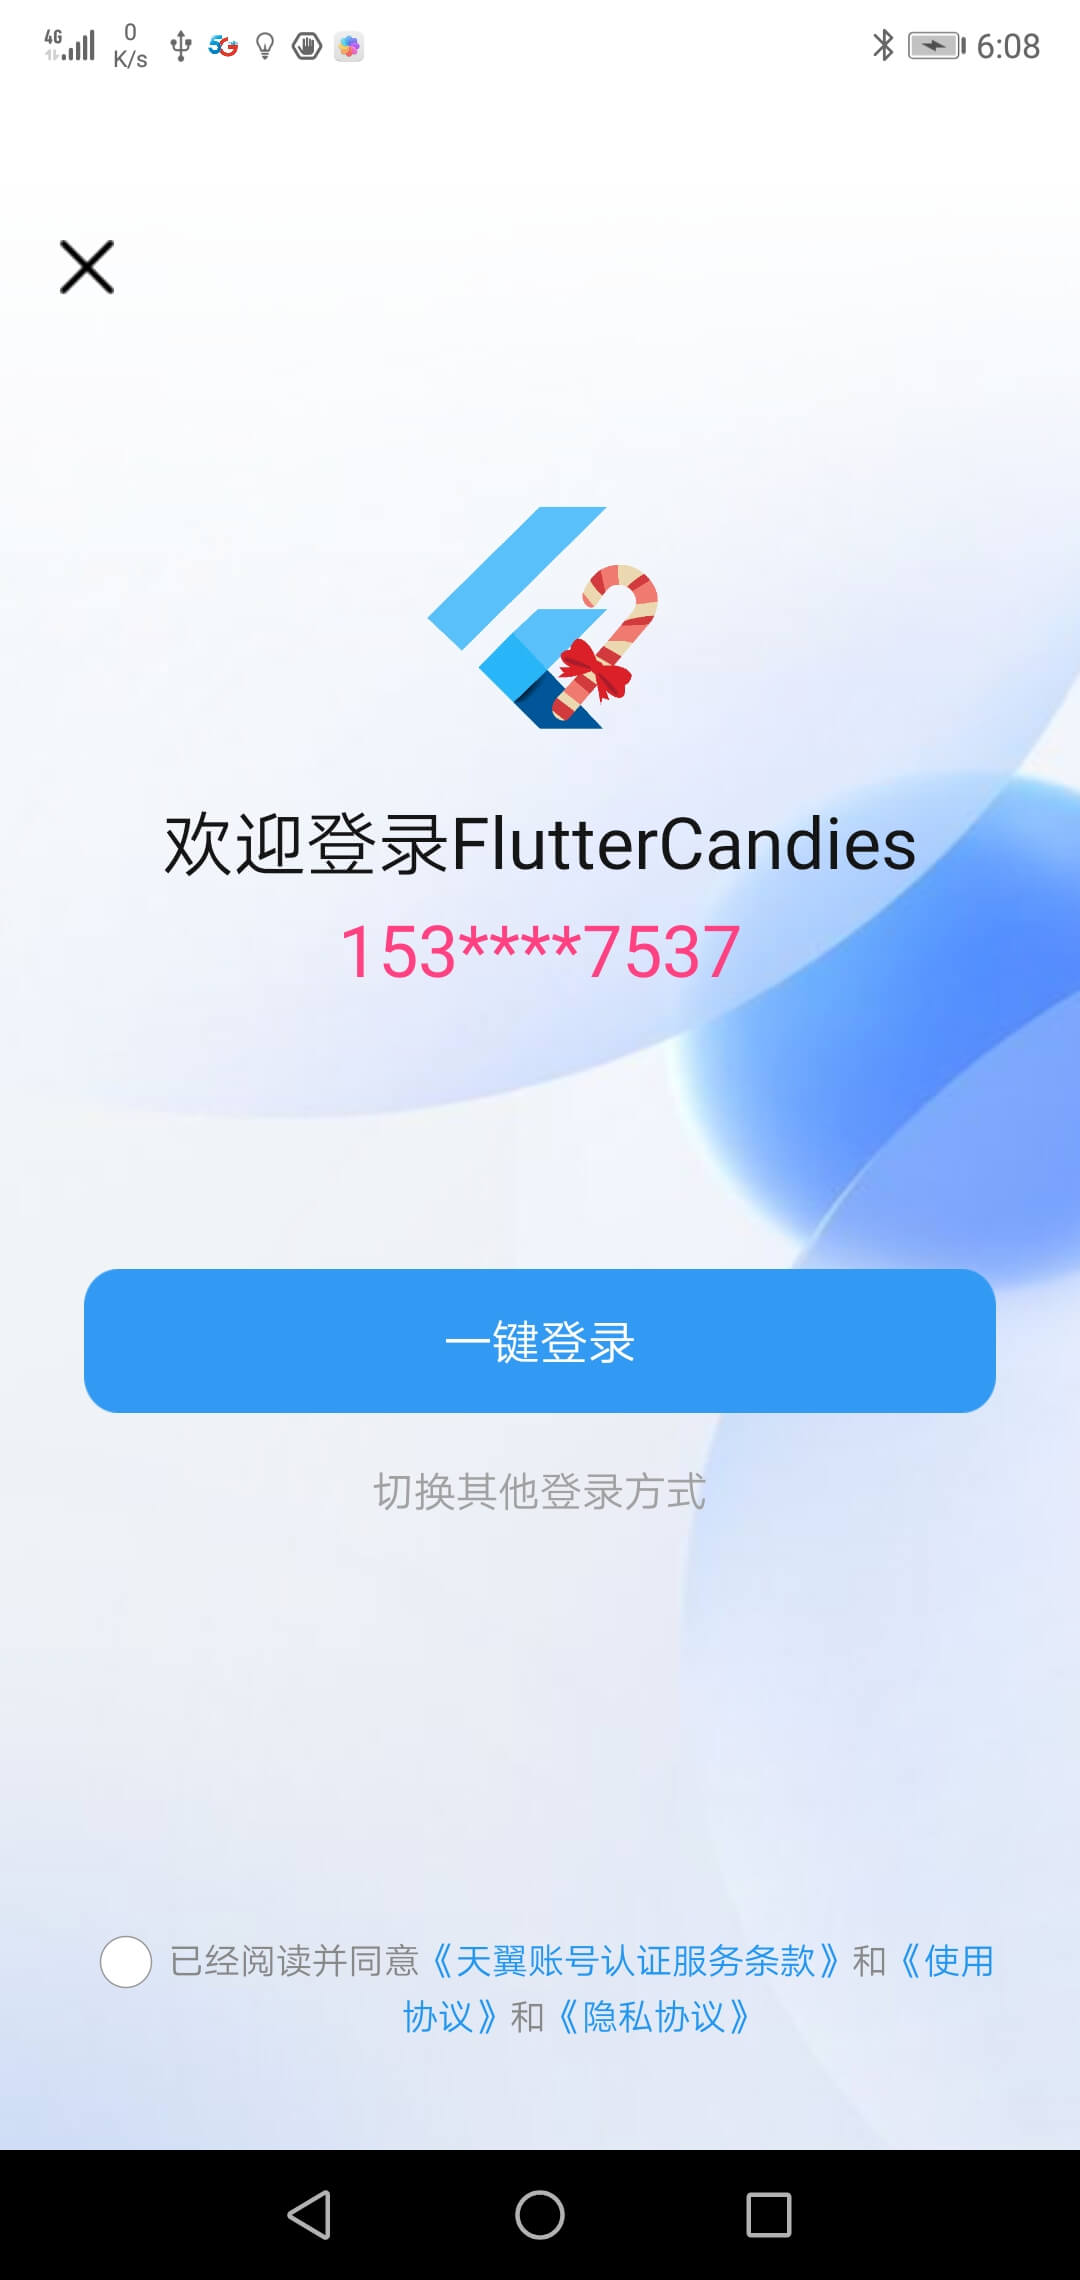 4G
0
K/s
5G
6:08
欢迎登录FlutterCandies
153****7537
一键登录
切换其他登录方式
已经阅读并同意《天翼账号认证服务条款》和《使用
协议》和《隐私协议》